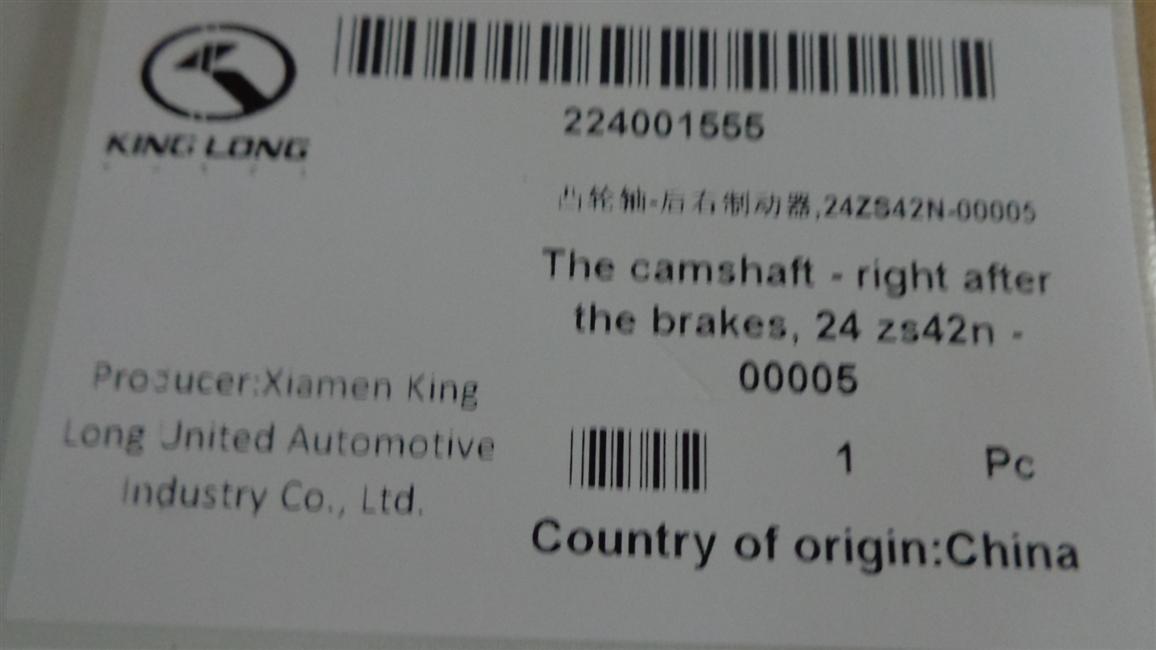 KING LONG
224001555
凸轮轴-后右制动器,24ZS42N-00005
The camshaft - right after
the brakes, 24 zs42n -
00005
Producer:Xiamen King
Long United Automotive
Industry Co., Ltd.
1 Pc
Country of origin:China